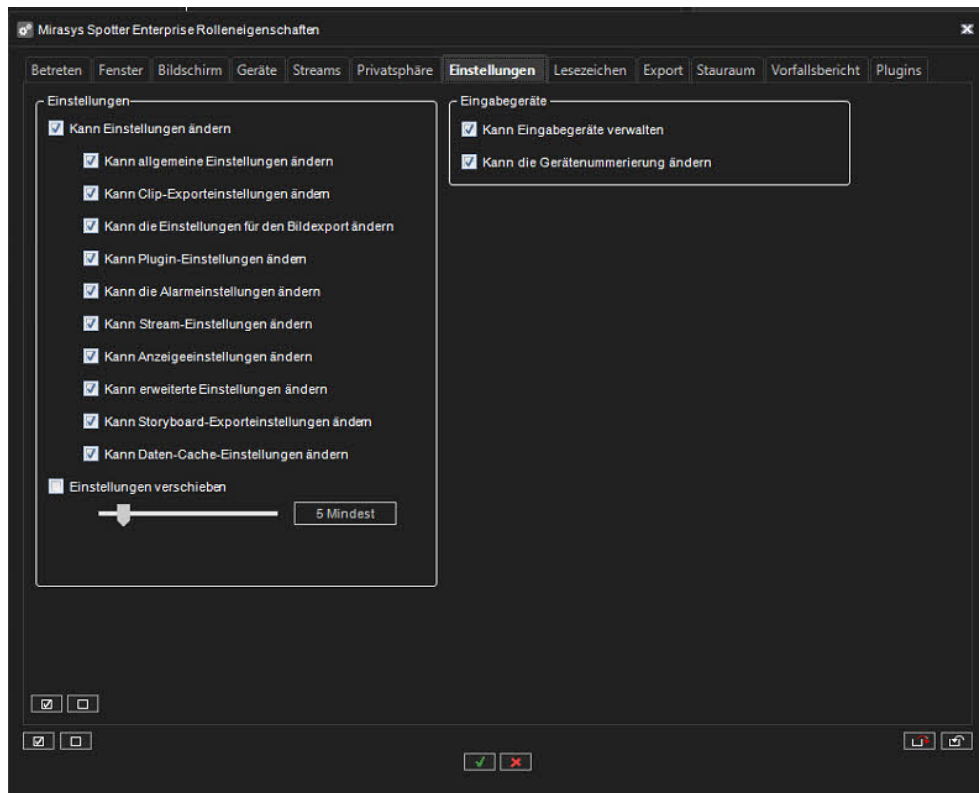 Mirasys Spotter Enterprise Rolleneigenschaften
Betreten Fenster Bildschirm Geräte Streams Privatsphäre Einstellungen Lesezeichen Export Stauraum Vorfallsbericht Plugins
Einstellungen
Kann Einstellungen ändern
Kann allgemeine Einstellungen ändern
Kann Clip-Exporteinstellungen ändern
Kann die Einstellungen für den Bildexport ändern
Kann Plugin-Einstellungen ändern
Kann die Alarmeinstellungen ändern
Kann Stream-Einstellungen ändern
Kann Anzeigeeinstellungen ändern
Kann erweiterte Einstellungen ändern
Kann Storyboard-Exporteinstellungen ändern
Kann Daten-Cache-Einstellungen ändern
Einstellungen verschieben
5 Mindest
Eingabegeräte
Kann Eingabegeräte verwalten
Kann die Gerätenummerierung ändern